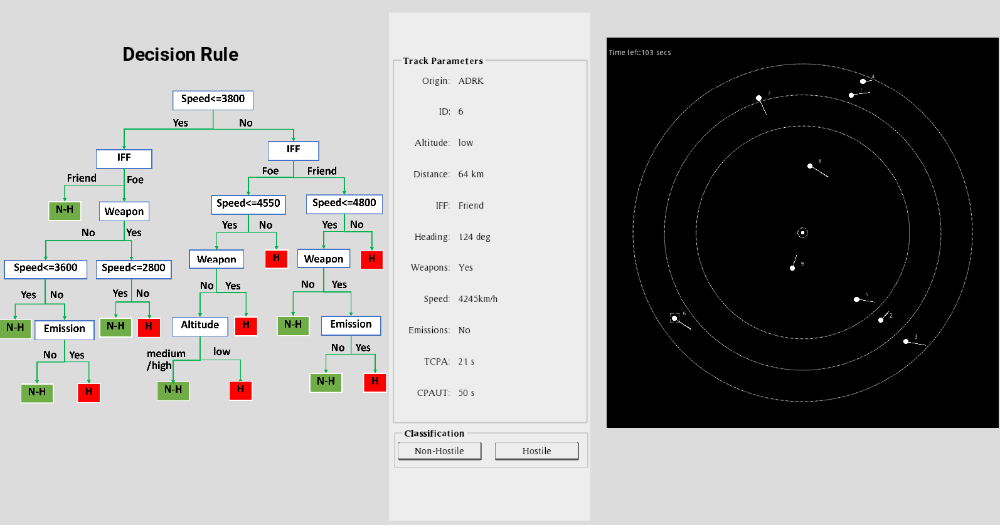 Decision Rule
Speed<=3800
Yes
No
IFF
IFF
Friend
Foe
Foe
Friend
N-H
Weapon
Speed<=4550
Speed<=4800
No
Yes
Yes
No
Yes
No
Speed<=3600
Speed<=2800
Weapon
H
Weapon
H
Yes
No
Yes
No
No
Yes
No
Yes
N-H
Emission
N-H
H
Altitude
H
N-H
Emission
No
Yes
medium
/high
low
No
Yes
N-H
H
N-H
H
N-H
H
Track Parameters
Origin: ADRK
ID: 6
Altitude: low
Distance: 64 km
IFF: Friend
Heading: 124 deg
Weapons: Yes
Speed: 4245km/h
Emissions: No
TCPA: 21 s
CPAUT: 50 s
Classification
Non-Hostile
Hostile
Time left:103 secs
4
7
8
9
5
6
2
3